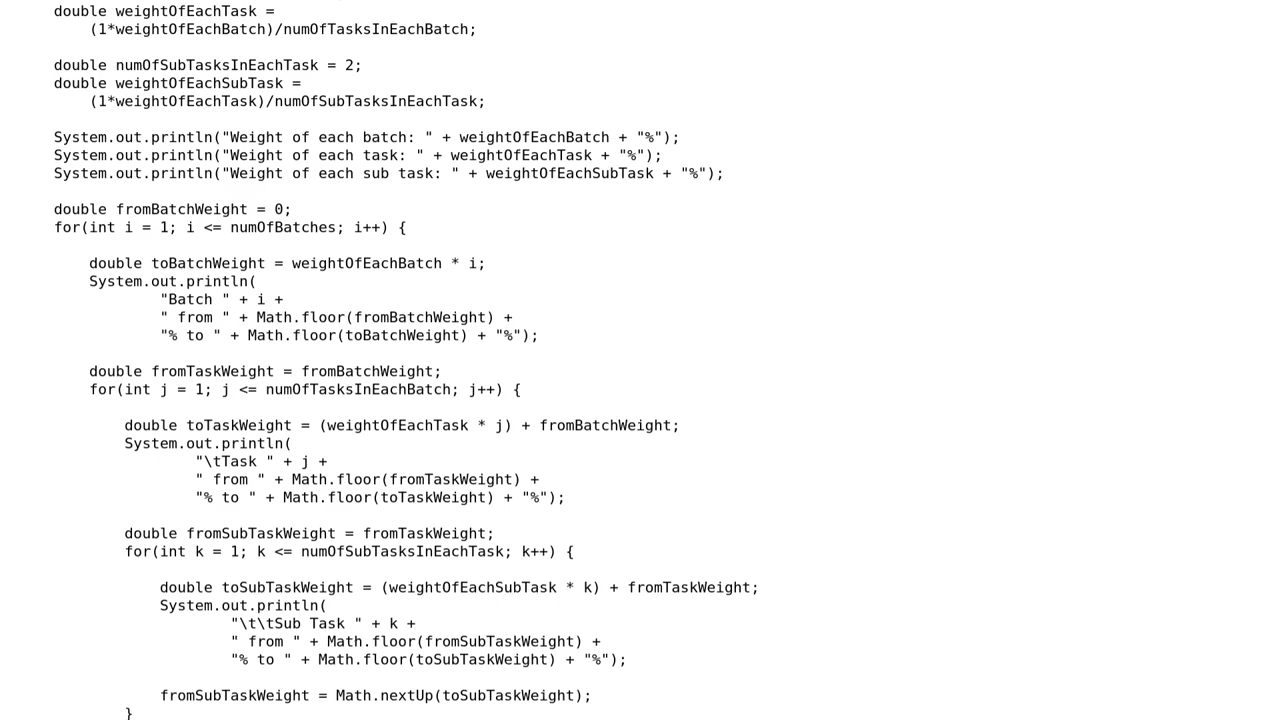 double weightOfEachTask =
(1*weightOfEachBatch)/numOfTasksInEachBatch;
double numOfSubTasksInEachTask = 2;
double weightOfEachSubTask =
(1*weightOfEachTask)/numOfSubTasksInEachTask;
System.out.println("Weight of each batch: " + weightOfEachBatch + "%");
System.out.println("Weight of each task: " + weightOfEachTask + "%");
System.out.println("Weight of each sub task: " + weightOfEachSubTask + "%");
double fromBatchWeight = 0;
for(int i = 1; i <= numOfBatches; i++) {
double toBatchWeight = weightOfEachBatch * i;
System.out.println(
"Batch " + i +
" from " + Math.floor(fromBatchWeight) +
"% to " + Math.floor(toBatchWeight) + "%");
double fromTaskWeight = fromBatchWeight;
for(int j = 1; j <= numOfTasksInEachBatch; j++) {
double toTaskWeight = (weightOfEachTask * j) + fromBatchWeight;
System.out.println(
"\tTask " + j +
" from " + Math.floor(fromTaskWeight) +
"% to " + Math.floor(toTaskWeight) + "%");
double fromSubTaskWeight = fromTaskWeight;
for(int k = 1; k <= numOfSubTasksInEachTask; k++) {
double toSubTaskWeight = (weightOfEachSubTask * k) + fromTaskWeight;
System.out.println(
"\t\tSub Task " + k +
" from " + Math.floor(fromSubTaskWeight) +
"% to " + Math.floor(toSubTaskWeight) + "%");
fromSubTaskWeight = Math.nextUp(toSubTaskWeight);
}